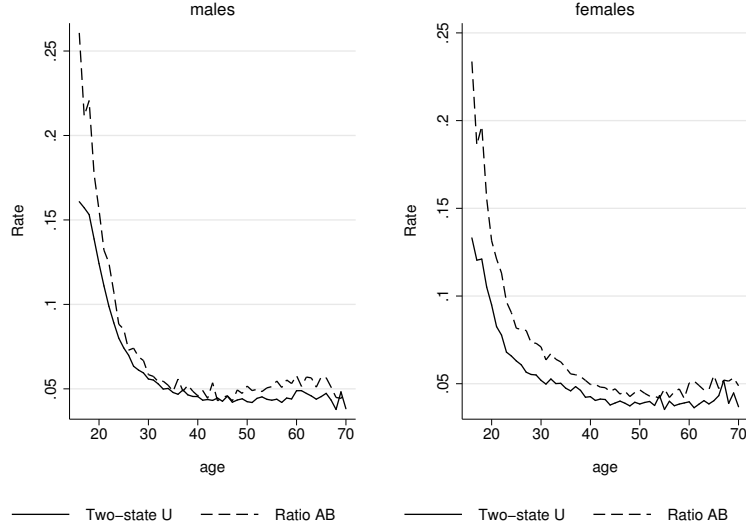 males
Rate
.25
.2
.15
.1
.05
20 30 40 50 60 70
age
Two−state U Ratio AB
females
Rate
.25
.2
.15
.1
.05
20 30 40 50 60 70
age
Two−state U Ratio AB